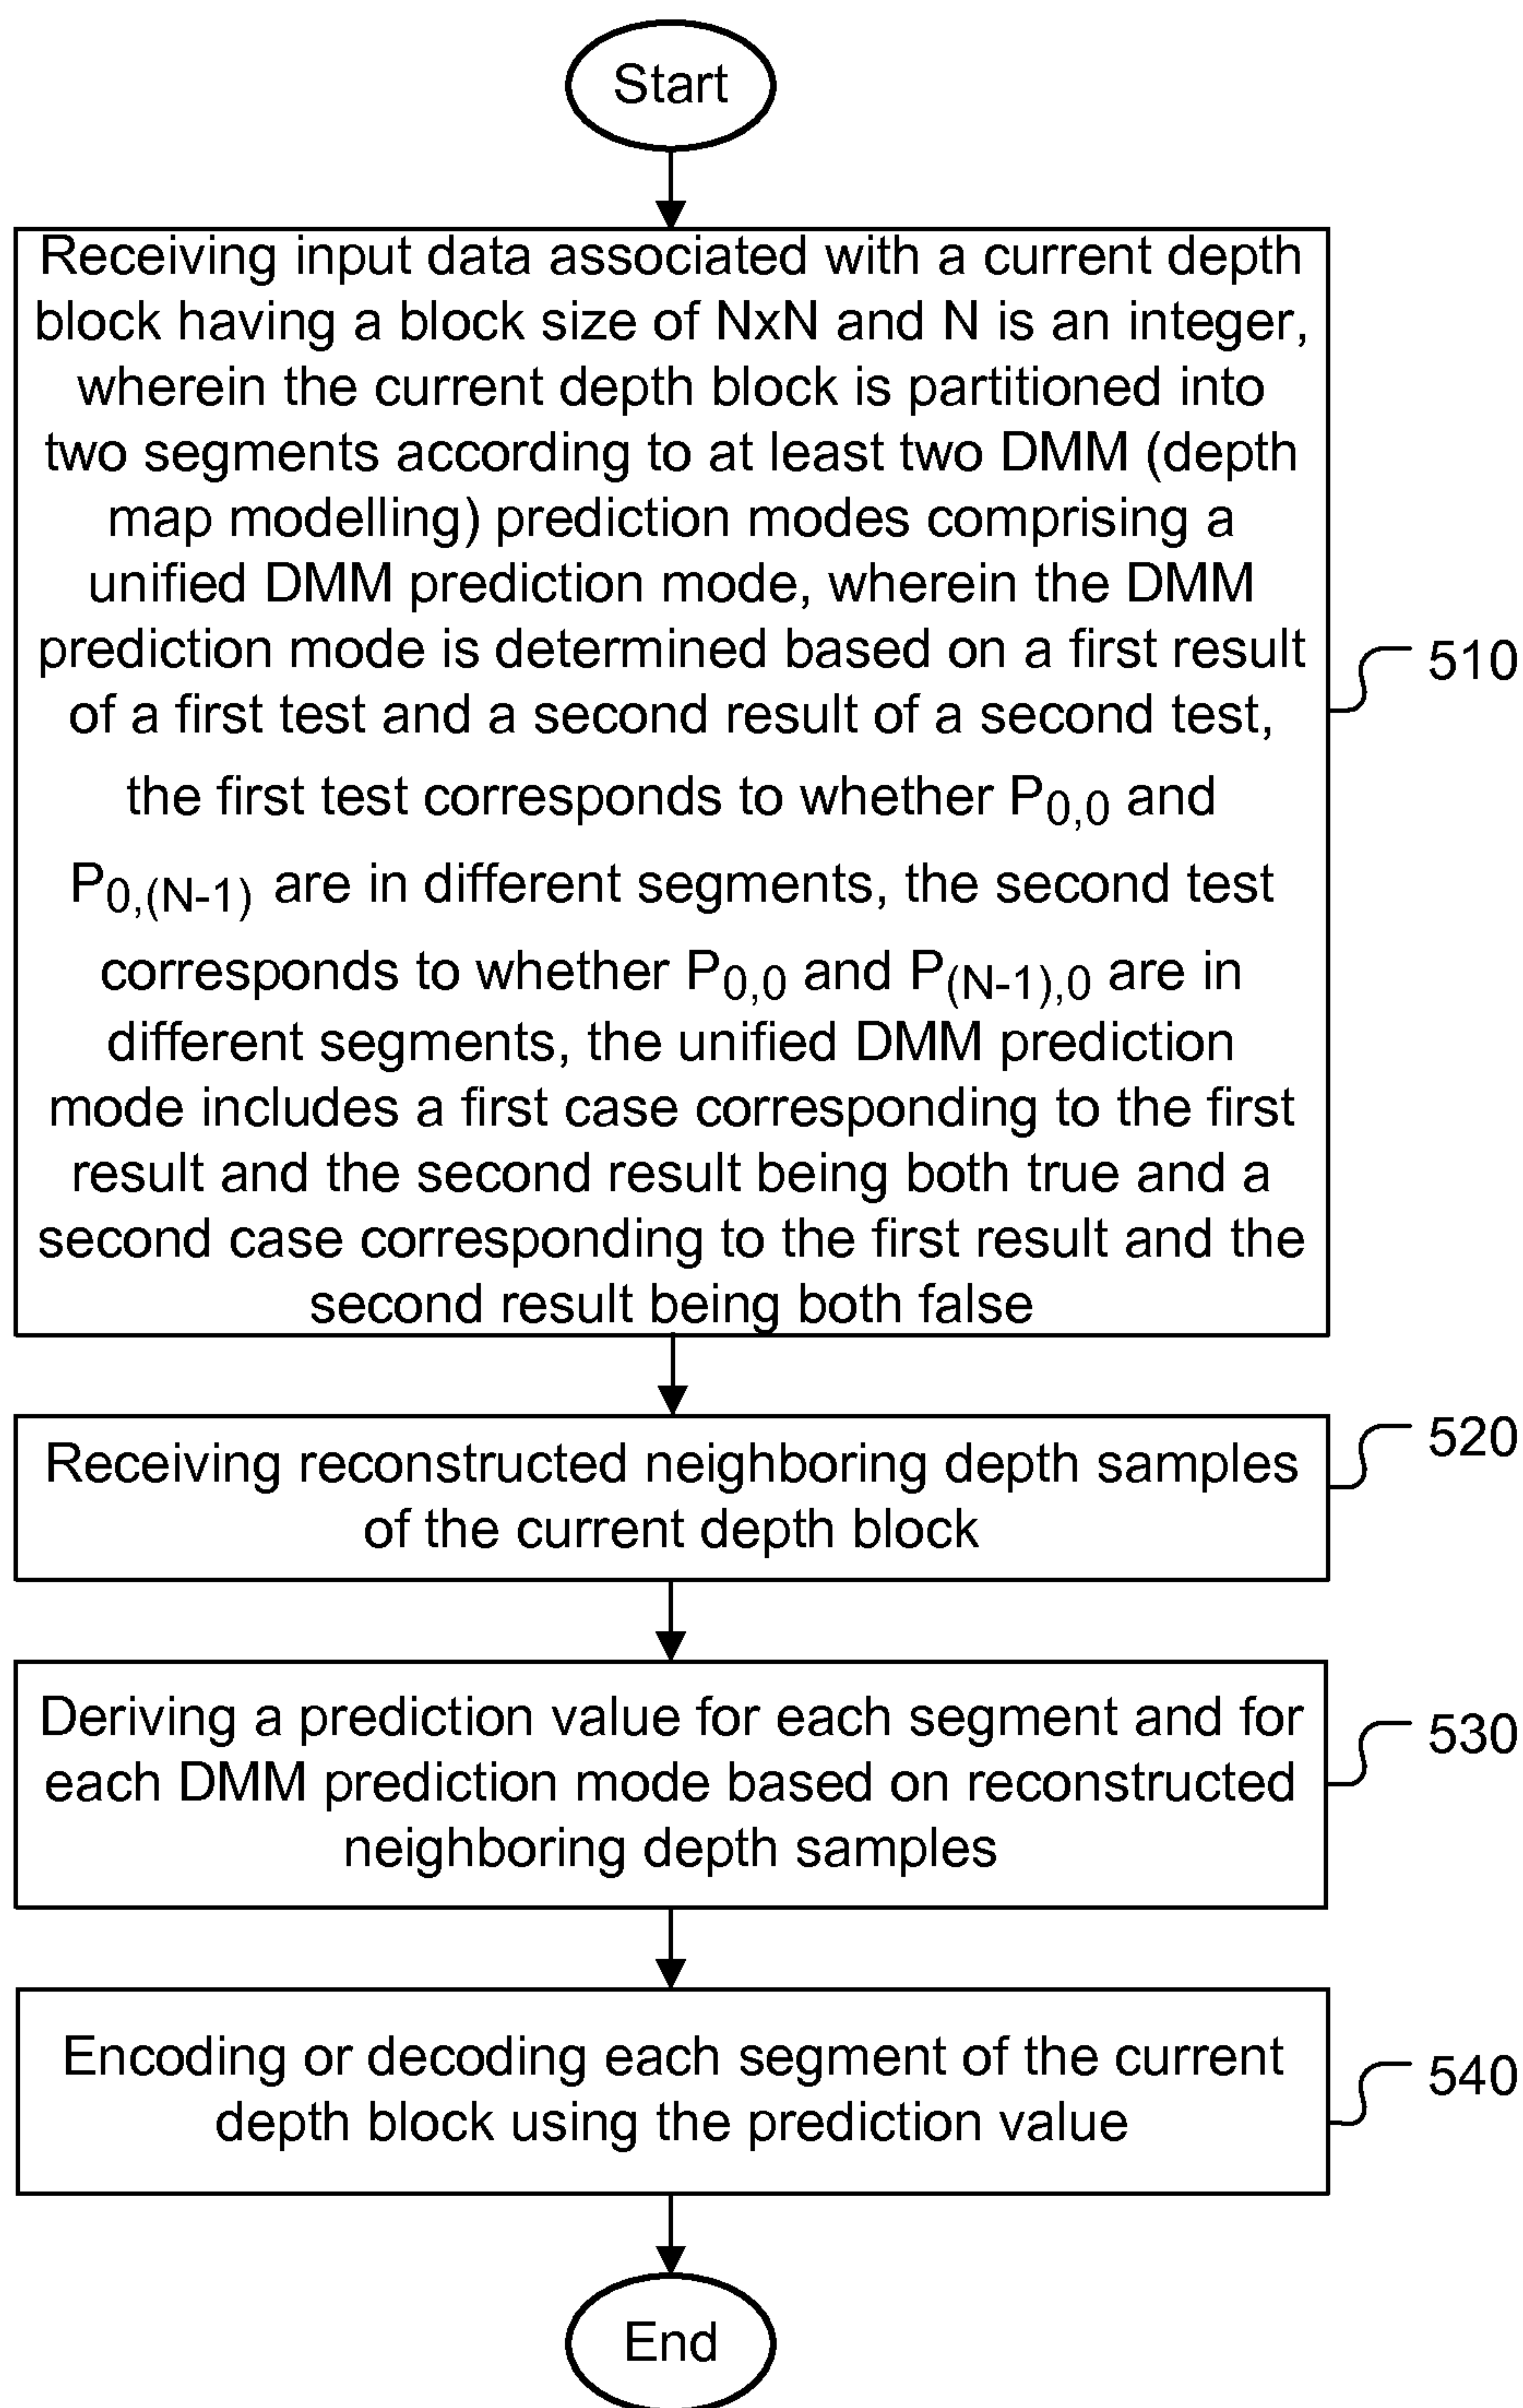 Start
Receiving input data associated with a current depth
block having a block size of NxN and N is an integer,
wherein the current depth block is partitioned into
two segments according to at least two DMM (depth
map modelling) prediction modes comprising a
unified DMM prediction mode, wherein the DMM
prediction mode is determined based on a first result
of a first test and a second result of a second test,
the first test corresponds to whether P0,0 and
P0,(N-1) are in different segments, the second test
corresponds to whether P0,0 and P(N-1),0 are in
different segments, the unified DMM prediction
mode includes a first case corresponding to the first
result and the second result being both true and a
second case corresponding to the first result and the
second result being both false
510
Receiving reconstructed neighboring depth samples
of the current depth block
520
Deriving a prediction value for each segment and for
each DMM prediction mode based on reconstructed
neighboring depth samples
530
Encoding or decoding each segment of the current
depth block using the prediction value
540
End